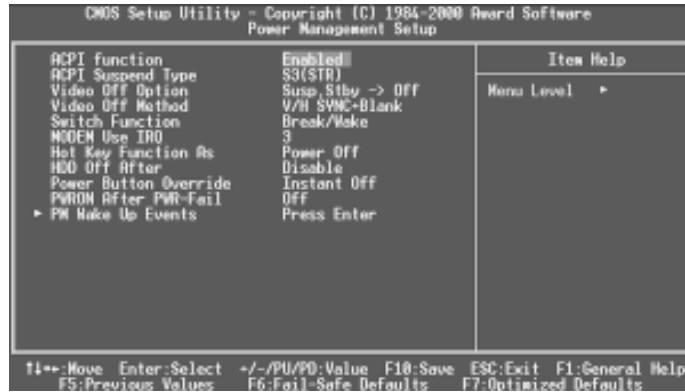 CMOS Setup Utility - Copyright (C) 1984-2000 Award Software
Power Management Setup
ACPI function Enabled
ACPI Suspend Type S3(STR)
Video Off Option Susp,Stby -> Off
Video Off Method V/H SYNC+Blank
Switch Function Break/Wake
MODEM Use IRQ 3
Hot Key Function As Power Off
HDD Off After Disable
Power Button Override Instant Off
PWRON After PWR-Fail Off
► PM Wake Up Events Press Enter
Item Help
Menu Level ►
↑↓→←:Move Enter:Select +/-/PU/PD:Value F10:Save ESC:Exit F1:General Help
F5:Previous Values F6:Fail-Safe Defaults F7:Optimized Defaults